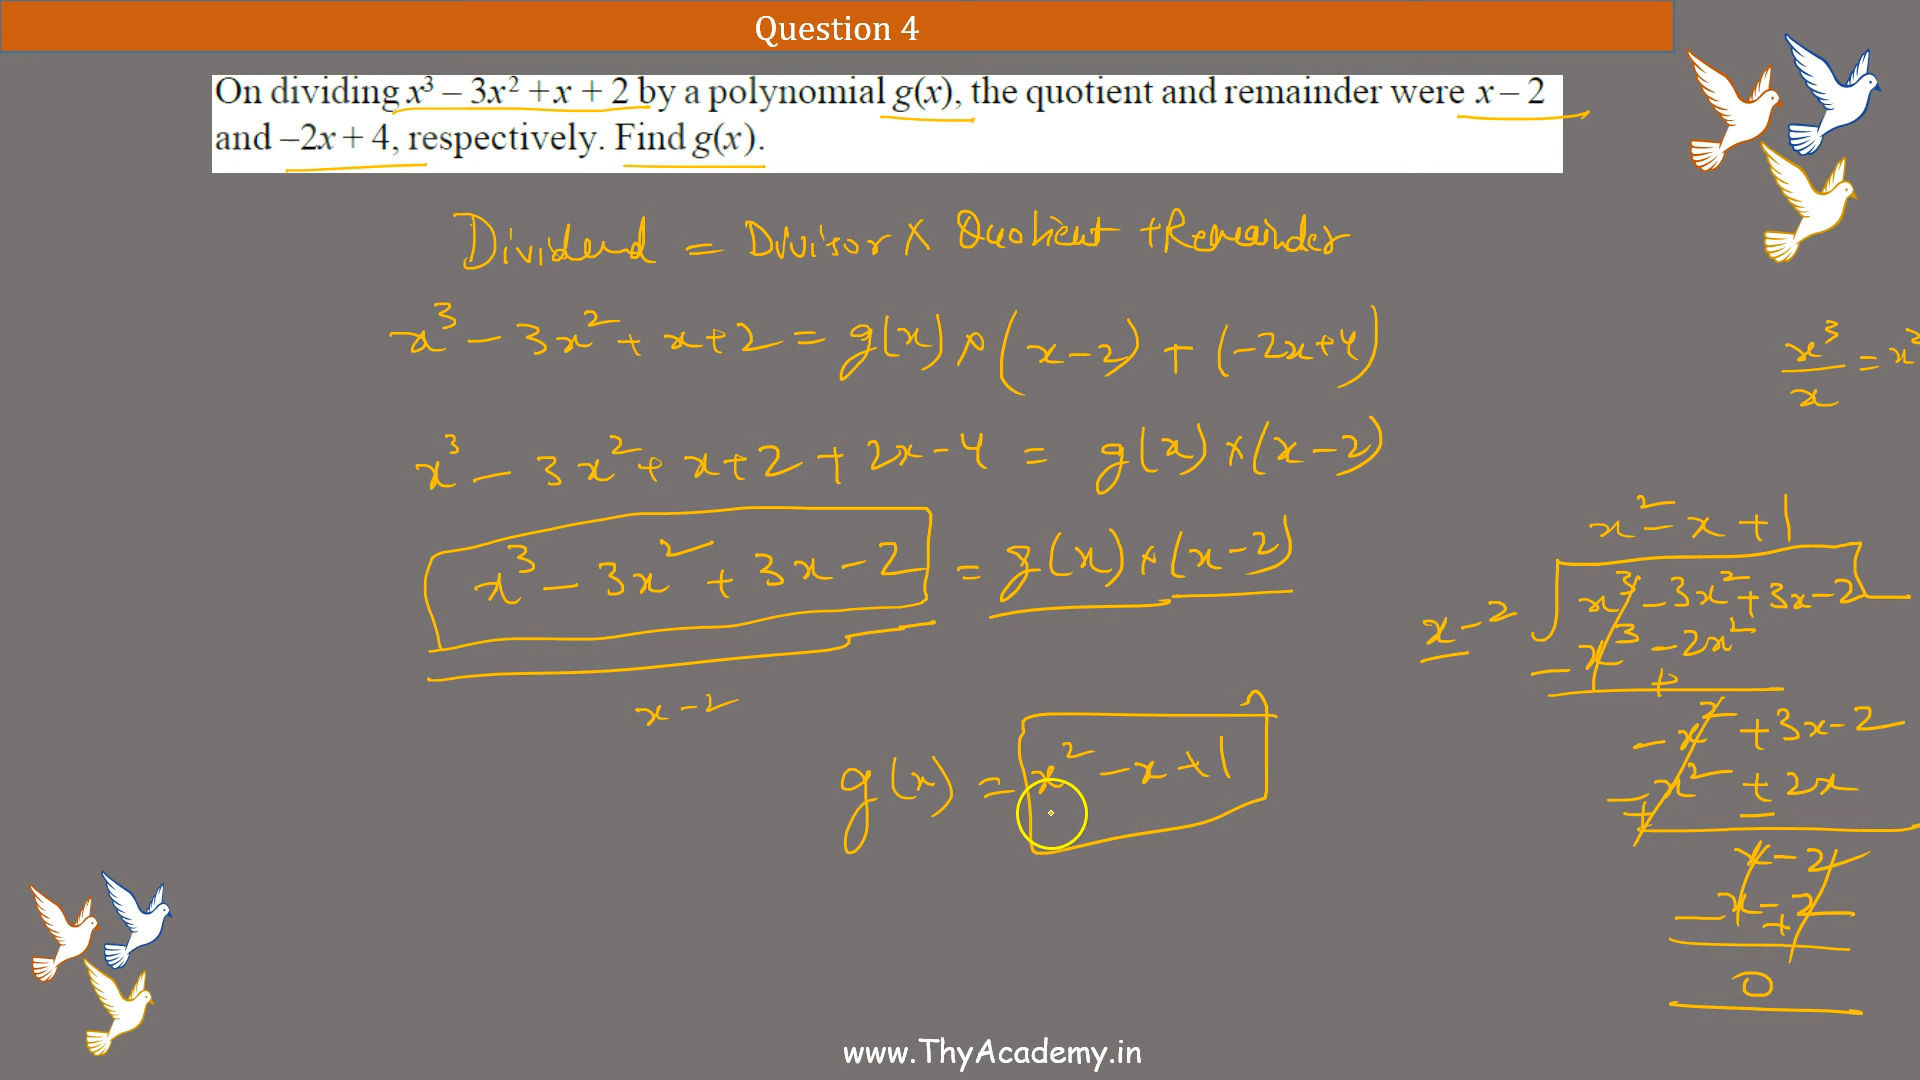 Question 4
On dividing x³ – 3x² + x + 2 by a polynomial g(x), the quotient and remainder were x – 2
and –2x + 4, respectively. Find g(x).
Dividend = Divisor × Quotient + Remainder
x³ – 3x² + x + 2 = g(x) × (x – 2) + (–2x + 4)
x³/x = x²
x³ – 3x² + x + 2 + 2x – 4 = g(x) × (x – 2)
x³ – 3x² + 3x – 2 = g(x) × (x – 2)
x – 2
g(x) = x² – x + 1
x² – x + 1
x – 2 √ x³ – 3x² + 3x – 2
x³ – 2x²
– +
– x² + 3x – 2
– x² + 2x
+ –
x – 2
x – 2
– +
0
www.ThyAcademy.in